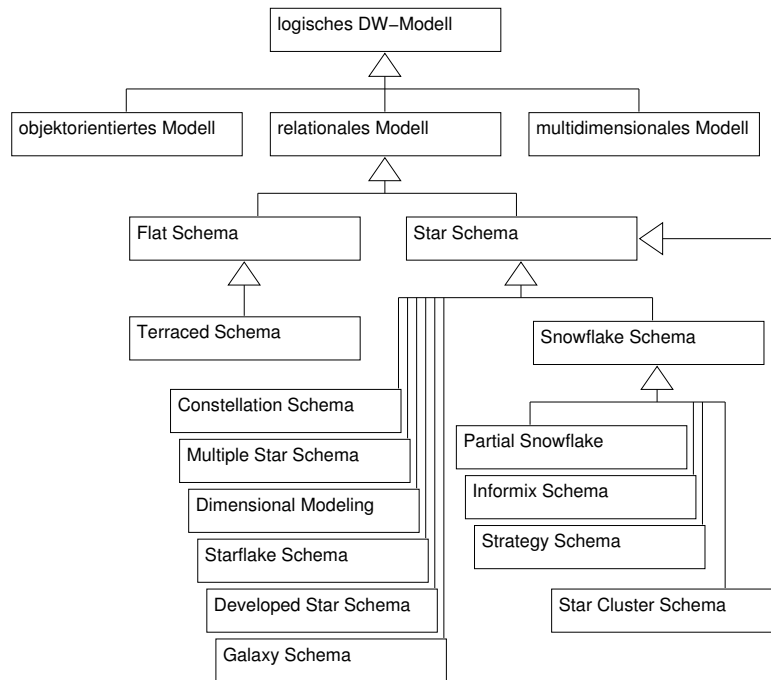 logisches DW–Modell
objektorientiertes Modell
relationales Modell
multidimensionales Modell
Flat Schema
Star Schema
Terraced Schema
Snowflake Schema
Constellation Schema
Multiple Star Schema
Dimensional Modeling
Starflake Schema
Developed Star Schema
Galaxy Schema
Partial Snowflake
Informix Schema
Strategy Schema
Star Cluster Schema